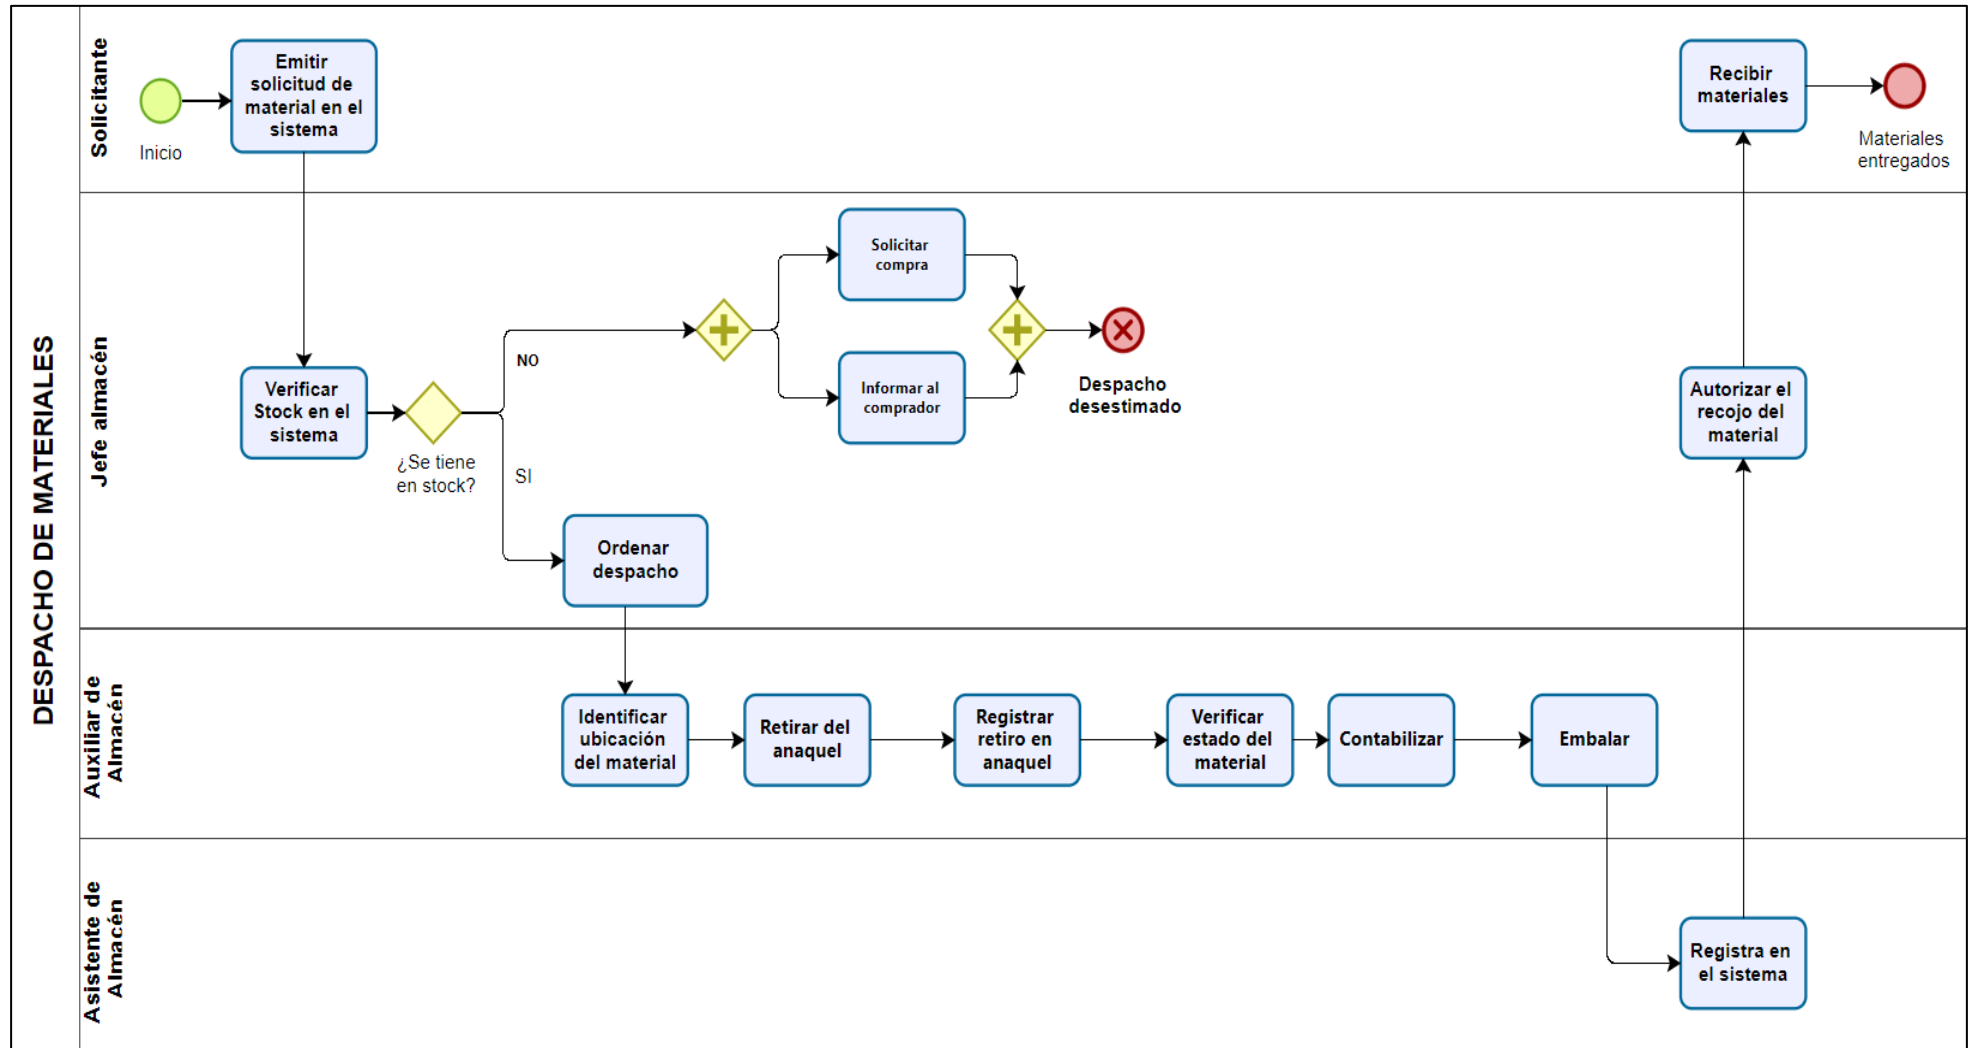 DESPACHO DE MATERIALES
Solicitante
Inicio
Emitir
solicitud de
material en el
sistema
Recibir
materiales
Materiales
entregados
Jefe almacén
Verificar
Stock en el
sistema
¿Se tiene
en stock?
NO
SI
Solicitar
compra
Informar al
comprador
Despacho
desestimado
Ordenar
despacho
Autorizar el
recojo del
material
Auxiliar de
Almacén
Identificar
ubicación
del material
Retirar del
anaquel
Registrar
retiro en
anaquel
Verificar
estado del
material
Contabilizar
Embalar
Asistente de
Almacén
Registra en
el sistema